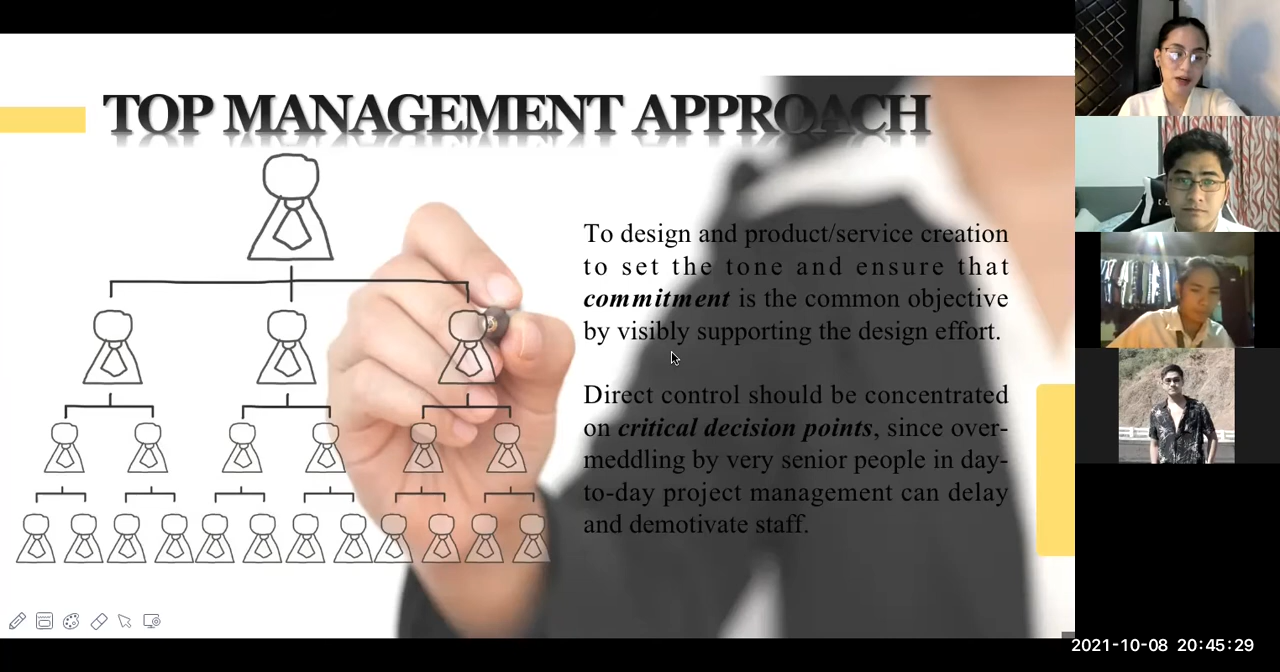 TOP MANAGEMENT APPROACH
To design and product/service creation
to set the tone and ensure that
commitment is the common objective
by visibly supporting the design effort.
Direct control should be concentrated
on critical decision points, since over-
meddling by very senior people in day-
to-day project management can delay
and demotivate staff.
2021-10-08 20:45:29